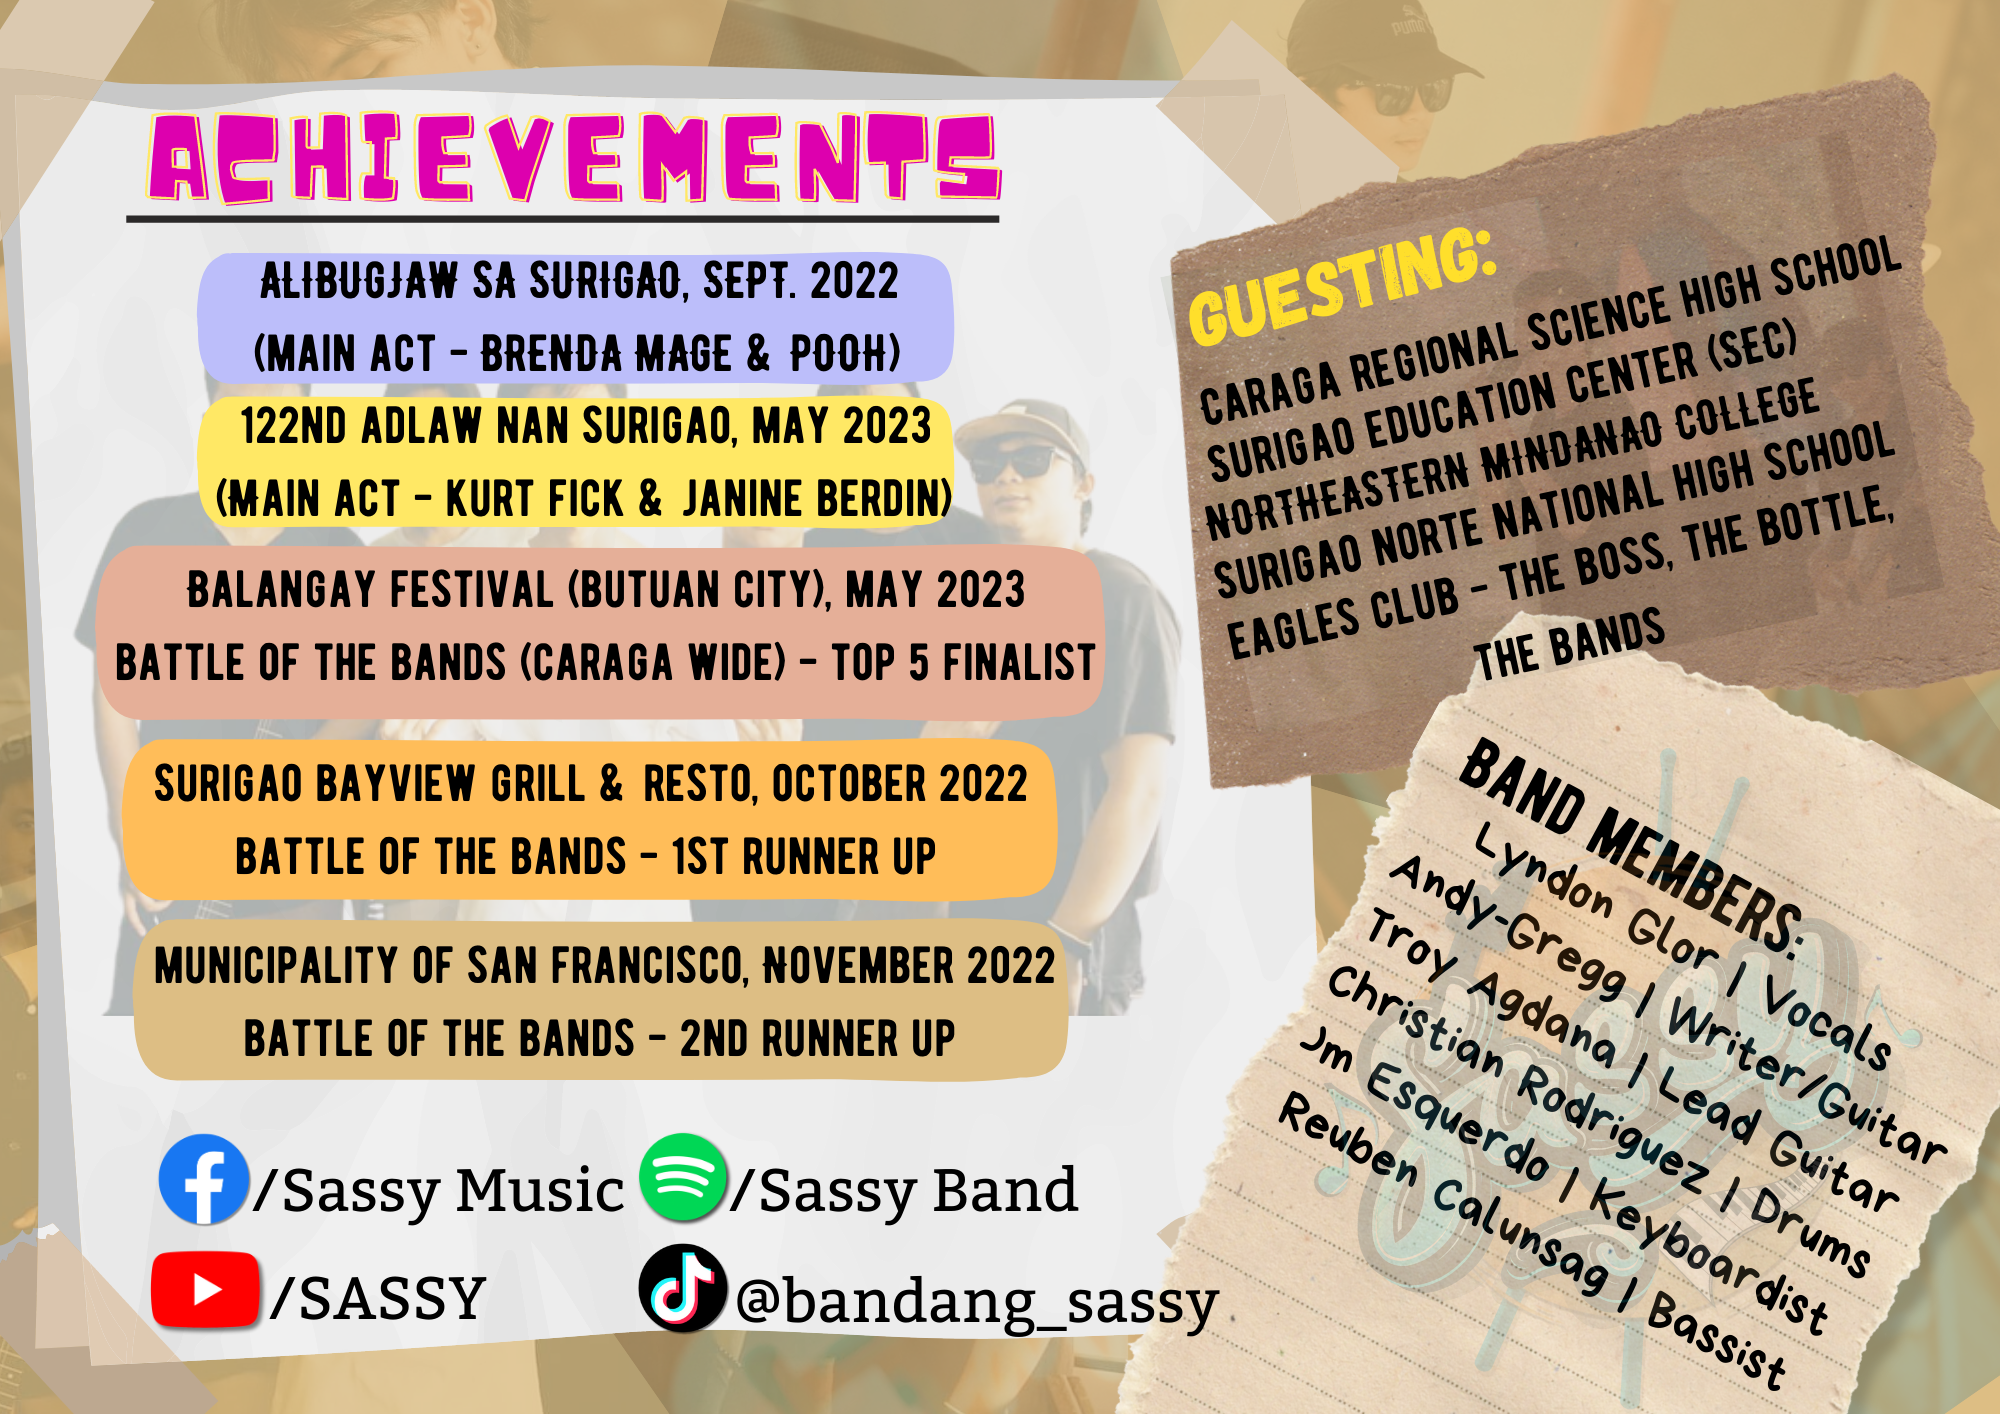 ACHIEVEMENTS
ALIBUGJAW SA SURIGAO, SEPT. 2022
(MAIN ACT - BRENDA MAGE & POOH)
122ND ADLAW NAN SURIGAO, MAY 2023
(MAIN ACT - KURT FICK & JANINE BERDIN)
BALANGAY FESTIVAL (BUTUAN CITY), MAY 2023
BATTLE OF THE BANDS (CARAGA WIDE) - TOP 5 FINALIST
SURIGAO BAYVIEW GRILL & RESTO, OCTOBER 2022
BATTLE OF THE BANDS - 1ST RUNNER UP
MUNICIPALITY OF SAN FRANCISCO, NOVEMBER 2022
BATTLE OF THE BANDS - 2ND RUNNER UP
/Sassy Music
/Sassy Band
/SASSY
@bandang_sassy
GUESTING:
CARAGA REGIONAL SCIENCE HIGH SCHOOL
SURIGAO EDUCATION CENTER (SEC)
NORTHEASTERN MINDANAO COLLEGE
SURIGAO NORTE NATIONAL HIGH SCHOOL
EAGLES CLUB - THE BOSS, THE BOTTLE,
THE BANDS
BAND MEMBERS:
Lyndon Glor | Vocals
Andy-Gregg | Writer/Guitar
Troy Agdana | Lead Guitar
Christian Rodriguez | Drums
Jm Esquerdo | Keyboardist
Reuben Calunsag | Bassist
PUMA